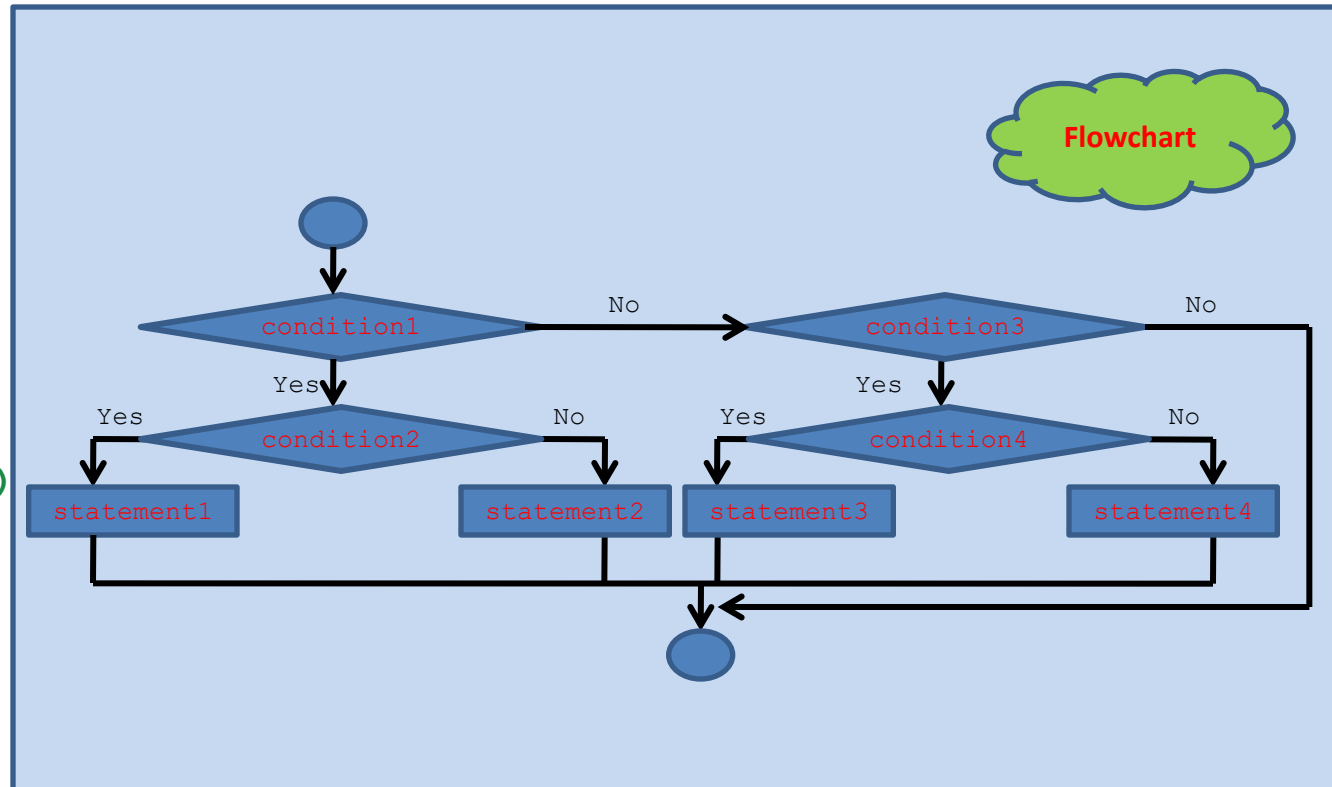 Flowchart
No
No
condition1
condition3
Yes
Yes
Yes
No
Yes
No
condition2
condition4
statement1
statement2
statement3
statement4